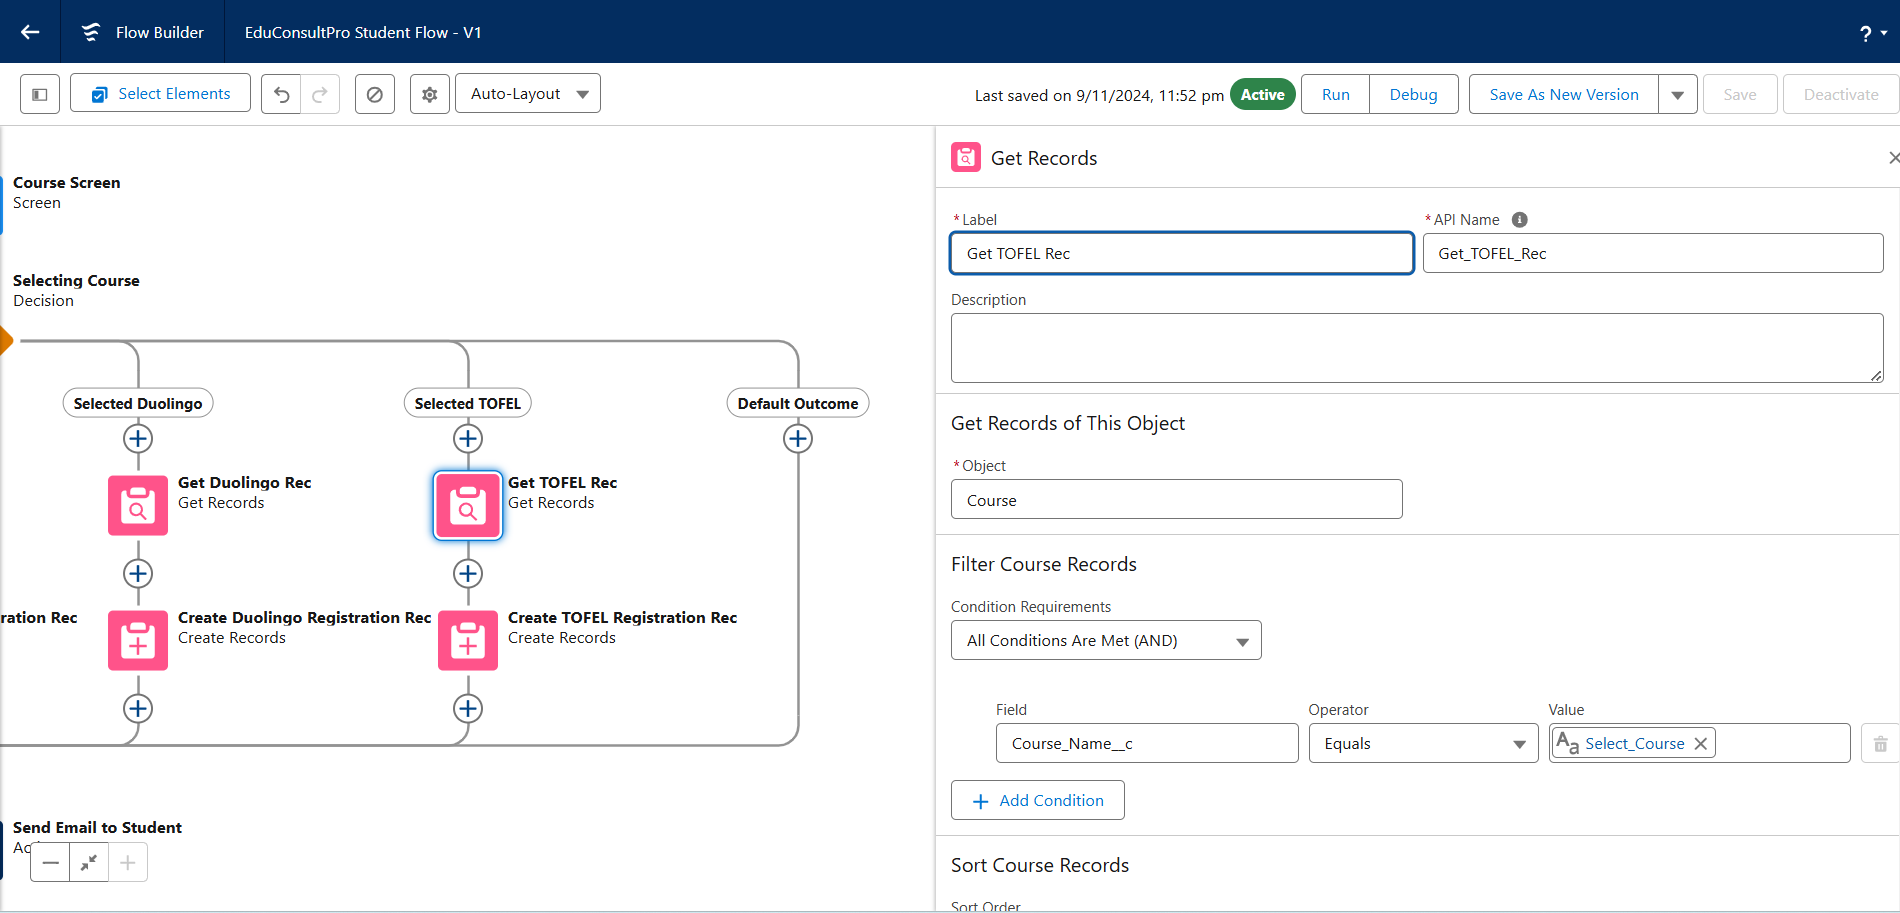 Flow Builder
EduConsultPro Student Flow - V1
?
Select Elements
Auto-Layout
Last saved on 9/11/2024, 11:52 pm
Active
Run
Debug
Save As New Version
Save
Deactivate
Course Screen
Screen
Selecting Course
Decision
Selected Duolingo
Selected TOFEL
Default Outcome
Get Duolingo Rec
Get Records
Get TOFEL Rec
Get Records
ration Rec
Create Duolingo Registration Rec
Create Records
Create TOFEL Registration Rec
Create Records
Send Email to Student
Ac
Get Records
* Label
Get TOFEL Rec
* API Name
Get_TOFEL_Rec
Description
Get Records of This Object
* Object
Course
Filter Course Records
Condition Requirements
All Conditions Are Met (AND)
Field
Course_Name__c
Operator
Equals
Value
Aa Select_Course
+ Add Condition
Sort Course Records
Sort Order